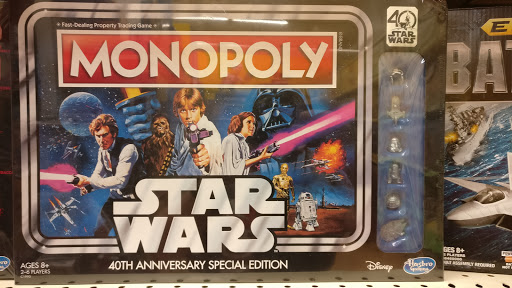 • Fast-Dealing Property Trading Game •
MONOPOLY
40
STAR
WARS
STAR
WARS
40TH ANNIVERSARY SPECIAL EDITION
AGES 8+
2-6 PLAYERS
Disney
Hasbro
Gaming
E
BAT
AGES 8+